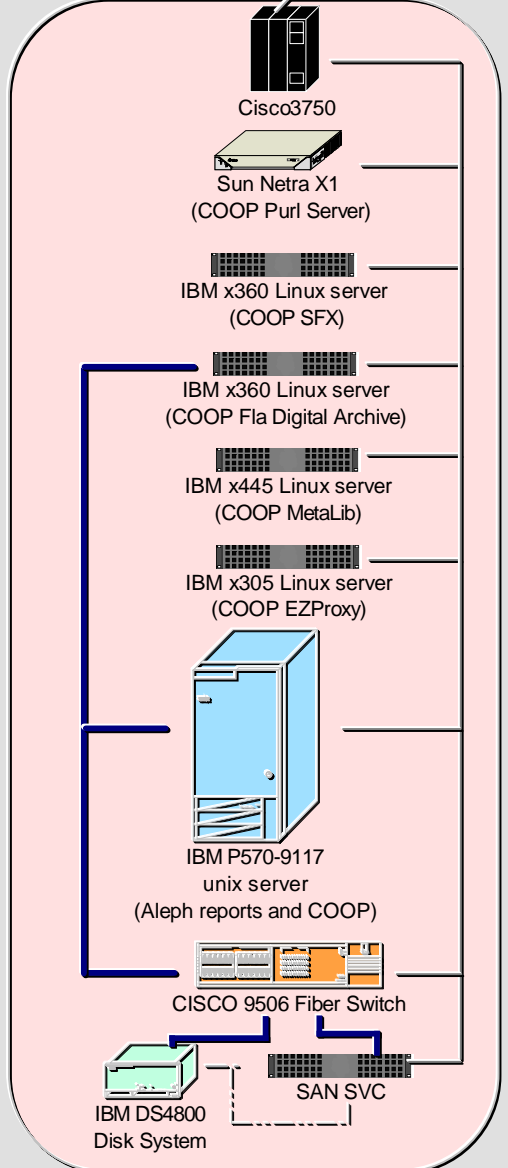 Cisco3750
Sun Netra X1
(COOP Purl Server)
IBM x360 Linux server
(COOP SFX)
IBM x360 Linux server
(COOP Fla Digital Archive)
IBM x445 Linux server
(COOP MetaLib)
IBM x305 Linux server
(COOP EZProxy)
IBM P570-9117
unix server
(Aleph reports and COOP)
CISCO 9506 Fiber Switch
SAN SVC
IBM DS4800
Disk System